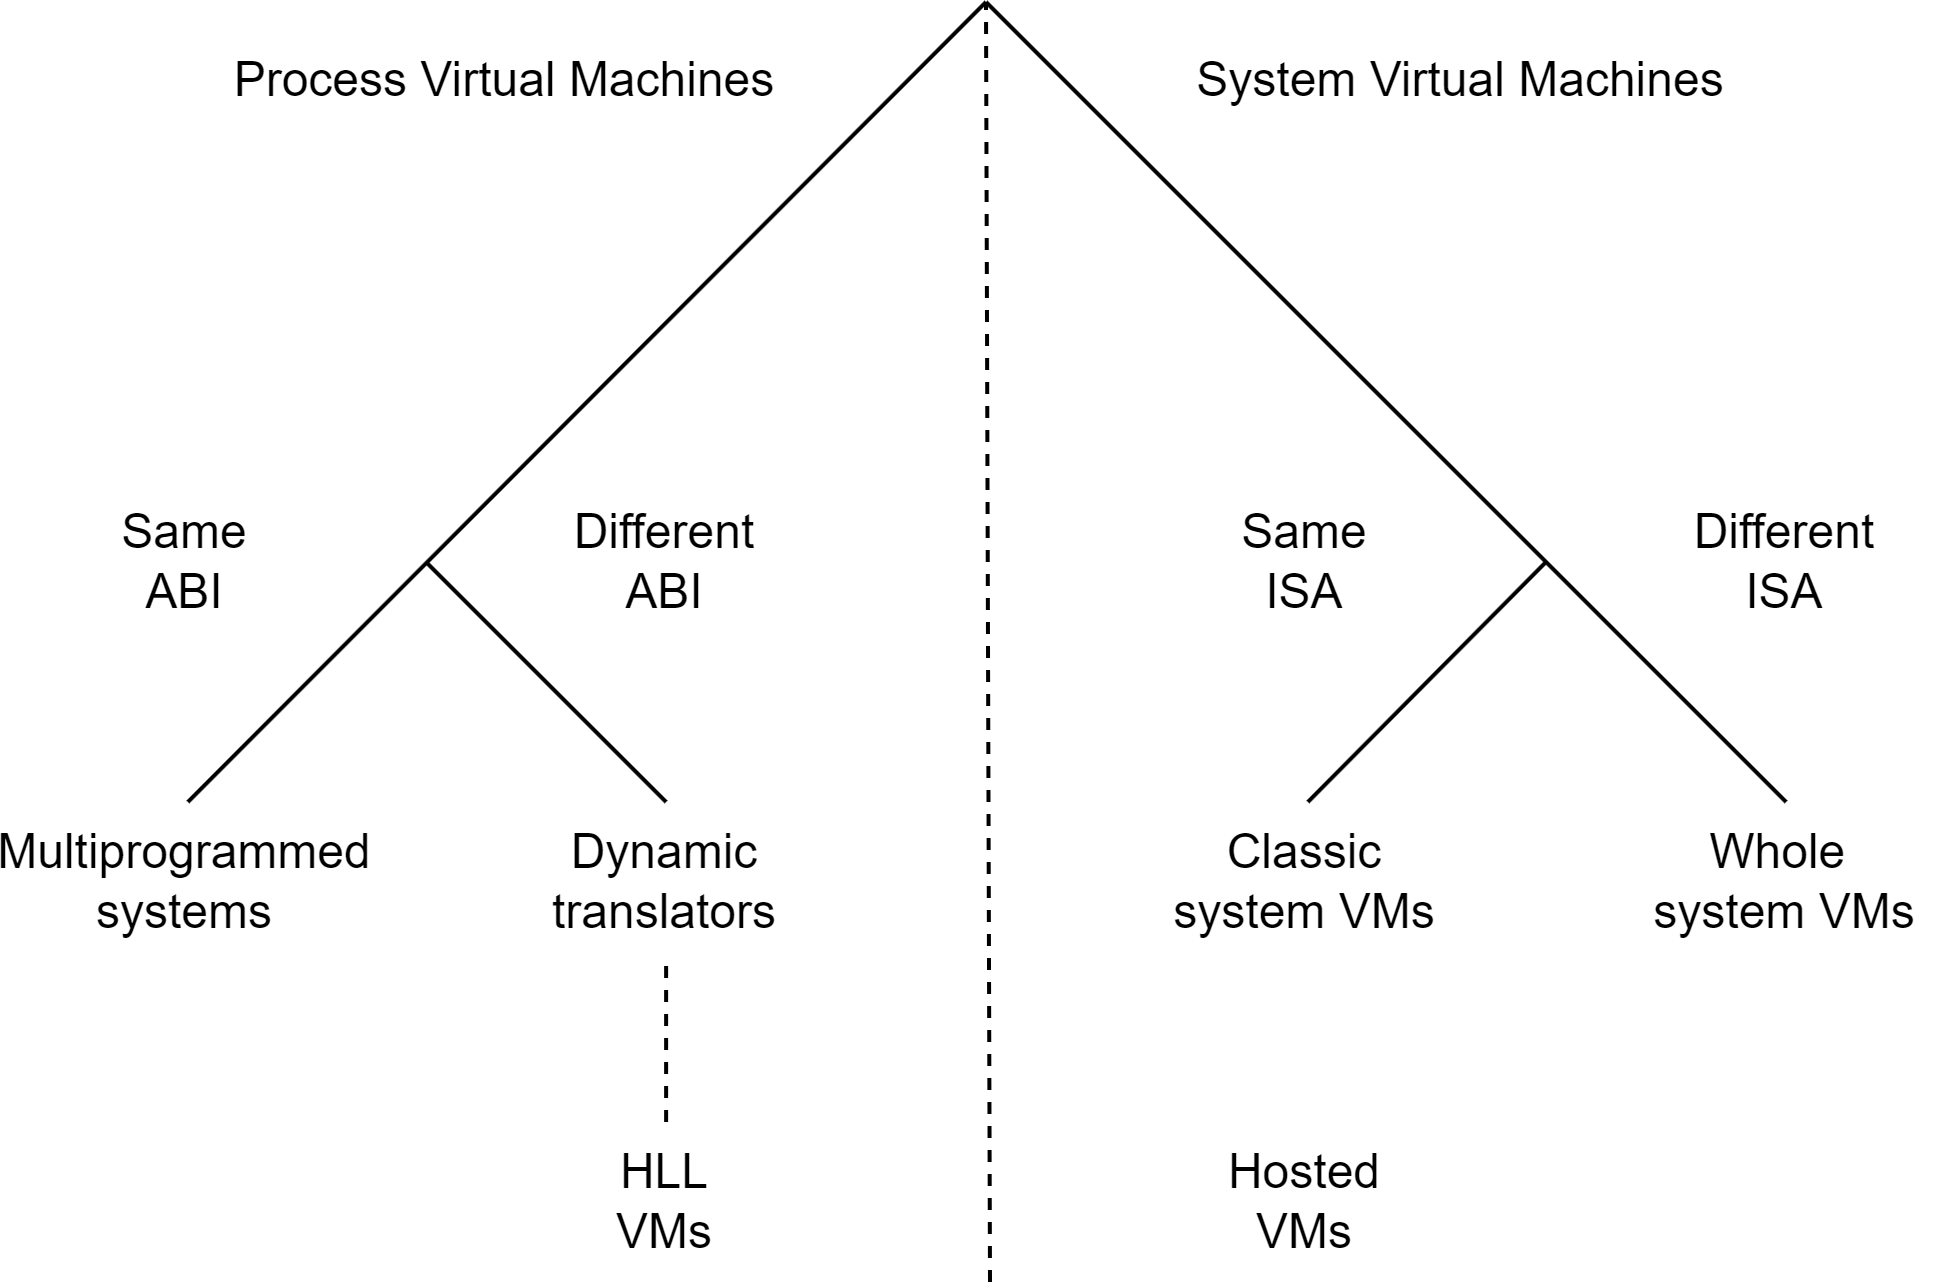 Process Virtual Machines
System Virtual Machines
Same
ABI
Different
ABI
Same
ISA
Different
ISA
Multiprogrammed
systems
Dynamic
translators
Classic
system VMs
Whole
system VMs
HLL
VMs
Hosted
VMs